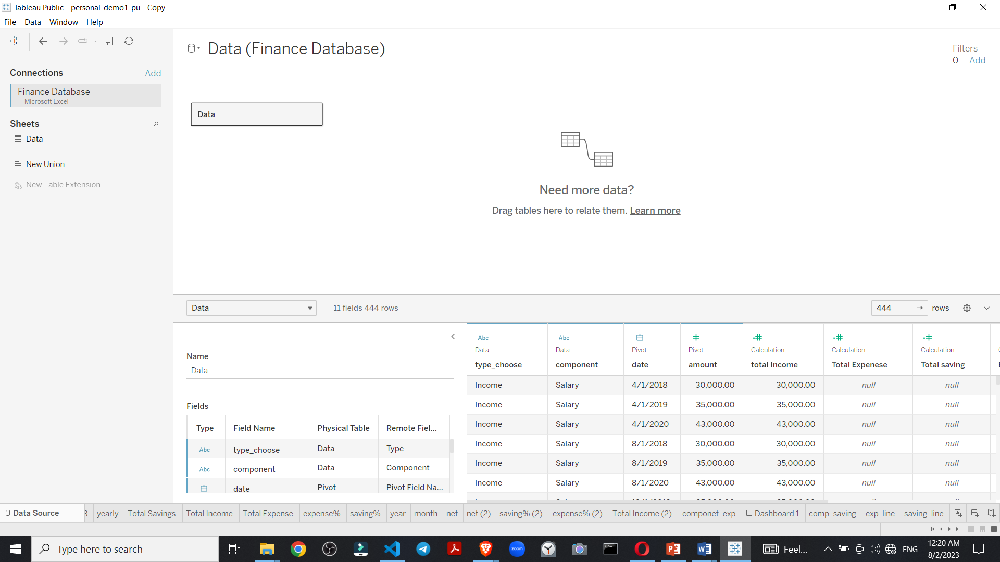 Tableau Public - personal_demo1_pu - Copy
File Data Window Help
Connections Add
Finance Database
Microsoft Excel
Sheets
Data
New Union
New Table Extension
Data (Finance Database)
Filters
0 Add
Data
Need more data?
Drag tables here to relate them. Learn more
Data 11 fields 444 rows 444 → rows
Name
Data
Fields
Type Field Name Physical Table Remote Fiel...
Abc type_choose Data Type
Abc component Data Component
date Pivot Pivot Field Na...
Abc Abc # =# =# =#
Data Data Pivot Pivot Calculation Calculation Calculation
type_choose component date amount total Income Total Expenese Total saving
Income Salary 4/1/2018 30,000.00 30,000.00 null null
Income Salary 4/1/2019 35,000.00 35,000.00 null null
Income Salary 4/1/2020 43,000.00 43,000.00 null null
Income Salary 8/1/2018 30,000.00 30,000.00 null null
Income Salary 8/1/2019 35,000.00 35,000.00 null null
Income Salary 8/1/2020 43,000.00 43,000.00 null null
Data Source yearly Total Savings Total Income Total Expense expense% saving% year month net net (2) saving% (2) expense% (2) Total Income (2) componet_exp Dashboard 1 comp_saving exp_line saving_line
Type here to search zoom Feel... ENG 12:20 AM
8/2/2023